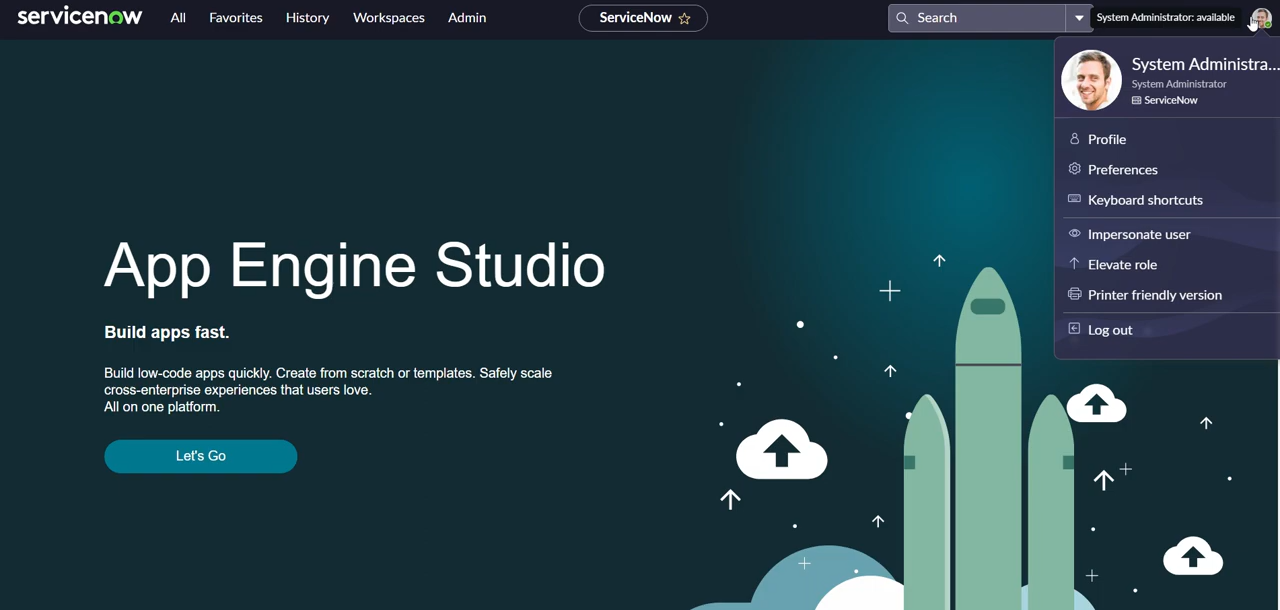 servicenow
All
Favorites
History
Workspaces
Admin
ServiceNow
Search
System Administrator: available
System Administra...
System Administrator
ServiceNow
Profile
Preferences
Keyboard shortcuts
Impersonate user
Elevate role
Printer friendly version
Log out
App Engine Studio
Build apps fast.
Build low-code apps quickly. Create from scratch or templates. Safely scale
cross-enterprise experiences that users love.
All on one platform.
Let's Go